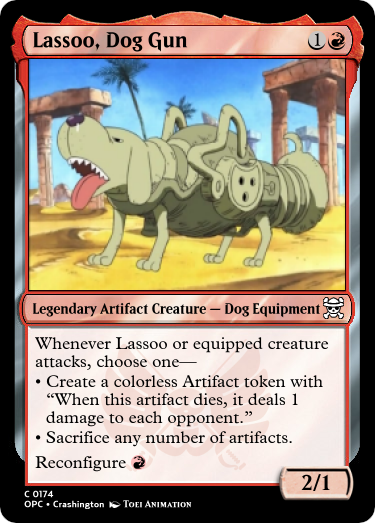 Lassoo, Dog Gun 1
Legendary Artifact Creature — Dog Equipment
Whenever Lassoo or equipped creature
attacks, choose one—
• Create a colorless Artifact token with
“When this artifact dies, it deals 1
damage to each opponent.”
• Sacrifice any number of artifacts.
Reconfigure
2/1
C 0174
OPC • Crashington TOEI ANIMATION